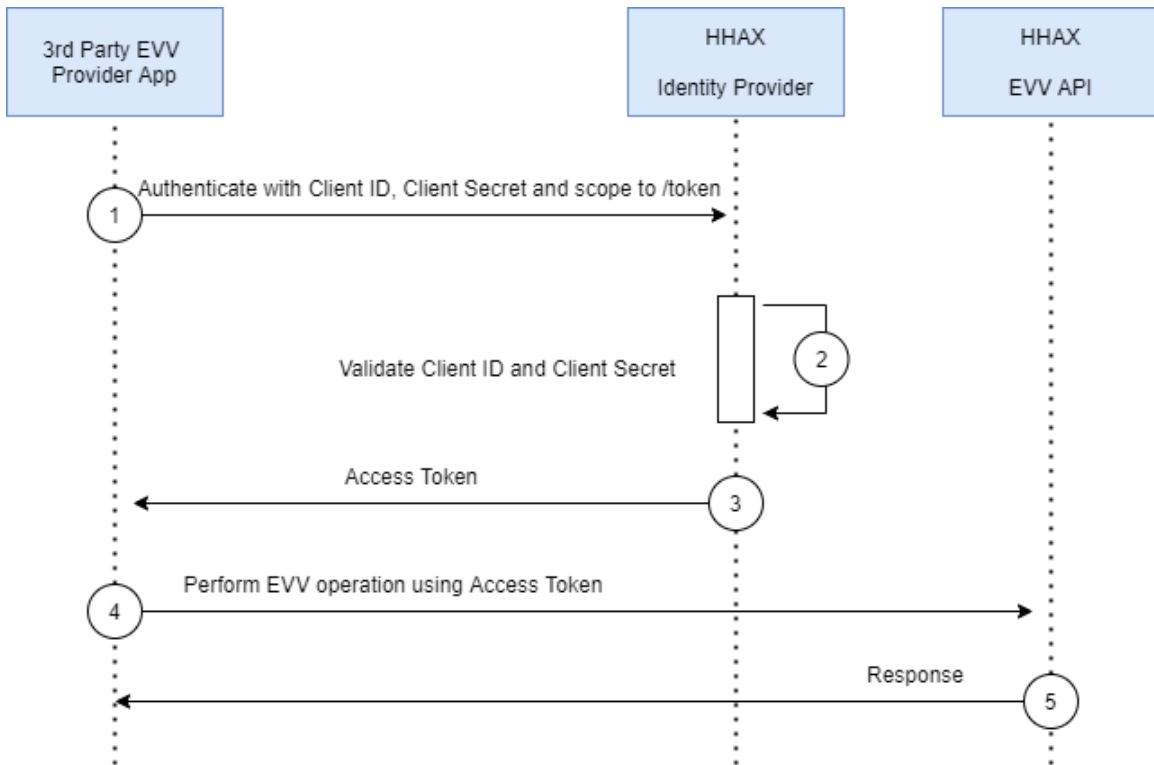 3rd Party EVV
Provider App
HHAX
Identity Provider
HHAX
EVV API
Authenticate with Client ID, Client Secret and scope to /token
1
2
Validate Client ID and Client Secret
Access Token
3
Perform EVV operation using Access Token
4
Response
5